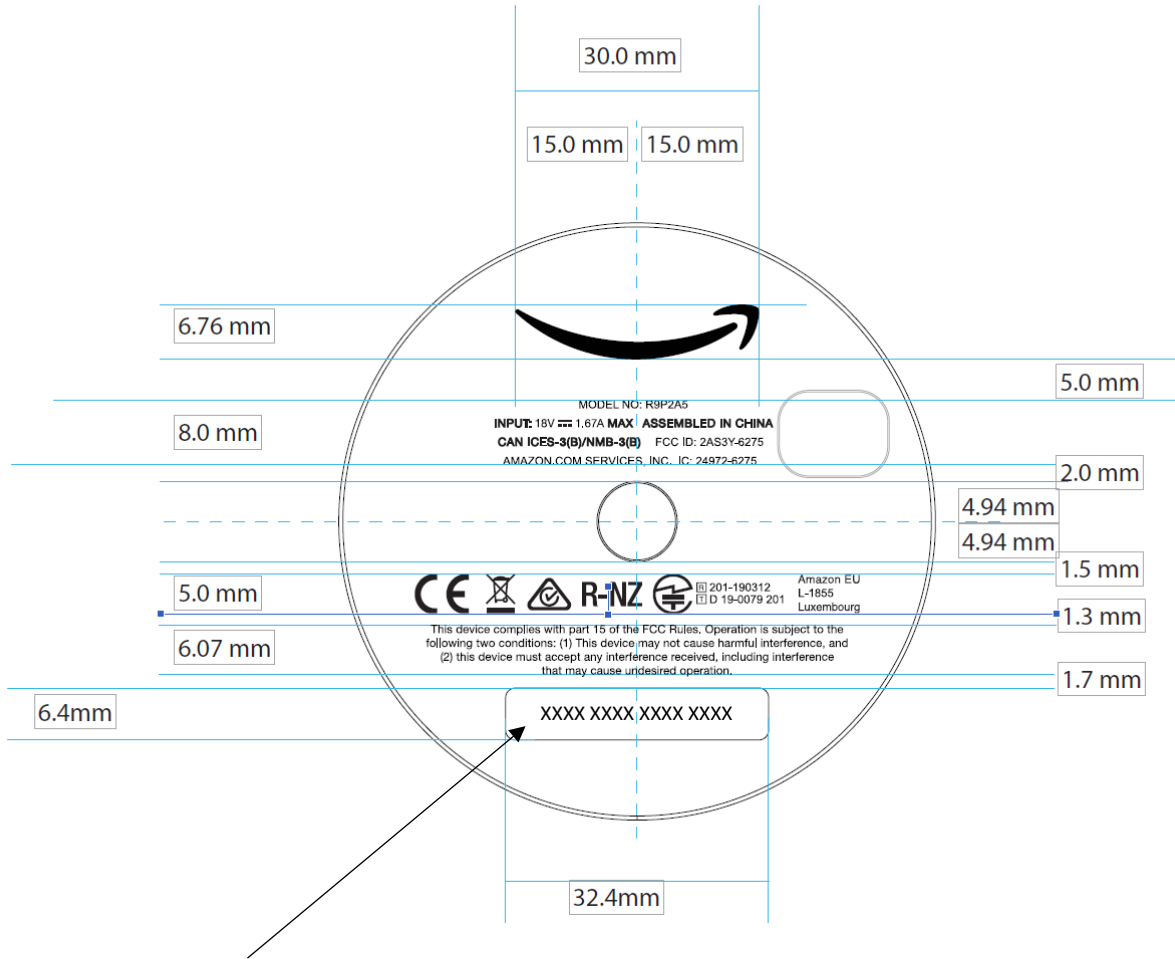 30.0 mm
15.0 mm 15.0 mm
6.76 mm
5.0 mm
8.0 mm
MODEL NO: R9P2A5
INPUT: 18V ⎓ 1.67A MAX ASSEMBLED IN CHINA
CAN ICES-3(B)/NMB-3(B) FCC ID: 2AS3Y-6275
AMAZON.COM SERVICES, INC. IC: 24972-6275
2.0 mm
4.94 mm
4.94 mm
1.5 mm
5.0 mm
CE R-NZ
R 201-190312
T D 19-0079 201
Amazon EU
L-1855
Luxembourg
1.3 mm
6.07 mm
This device complies with part 15 of the FCC Rules. Operation is subject to the
following two conditions: (1) This device may not cause harmful interference, and
(2) this device must accept any interference received, including interference
that may cause undesired operation.
1.7 mm
6.4mm
XXXX XXXX XXXX XXXX
32.4mm